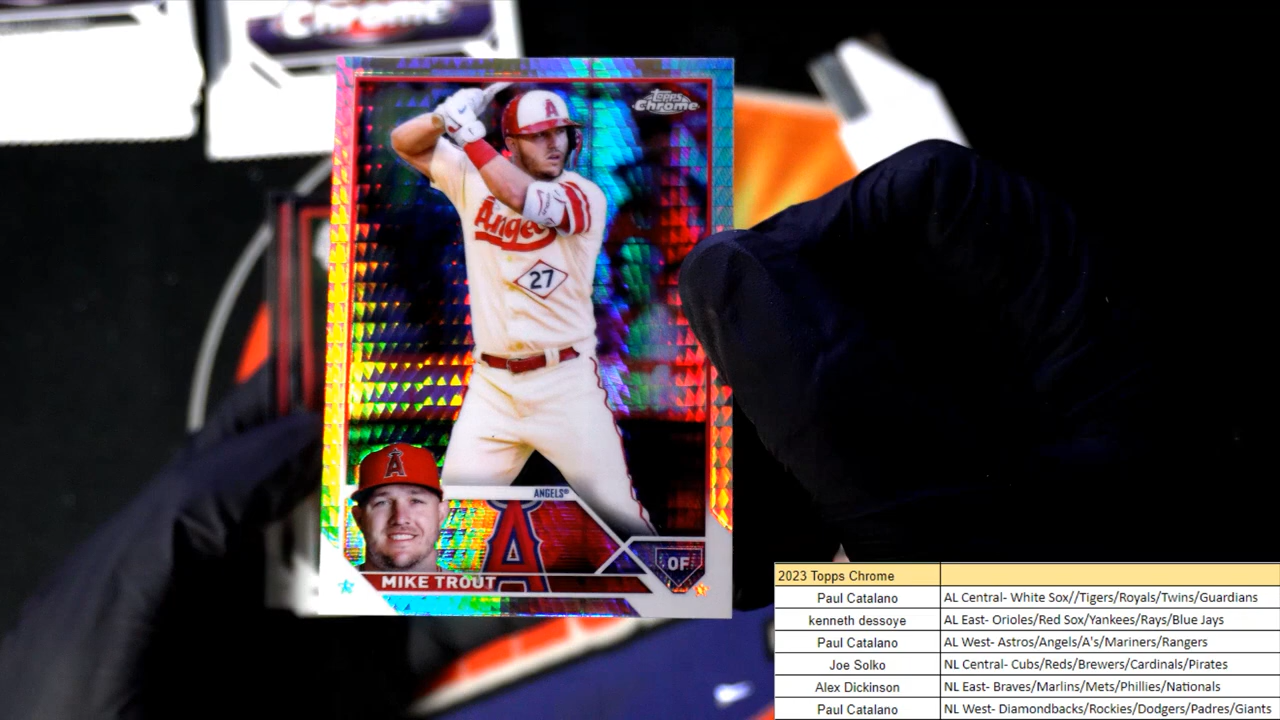 Chrome
Topps
Chrome
A
Angels
27
A
ANGELS®
A
OF
MIKE TROUT
2023 Topps Chrome
Paul Catalano AL Central- White Sox//Tigers/Royals/Twins/Guardians
kenneth dessoye AL East- Orioles/Red Sox/Yankees/Rays/Blue Jays
Paul Catalano AL West- Astros/Angels/A's/Mariners/Rangers
Joe Solko NL Central- Cubs/Reds/Brewers/Cardinals/Pirates
Alex Dickinson NL East- Braves/Marlins/Mets/Phillies/Nationals
Paul Catalano NL West- Diamondbacks/Rockies/Dodgers/Padres/Giants